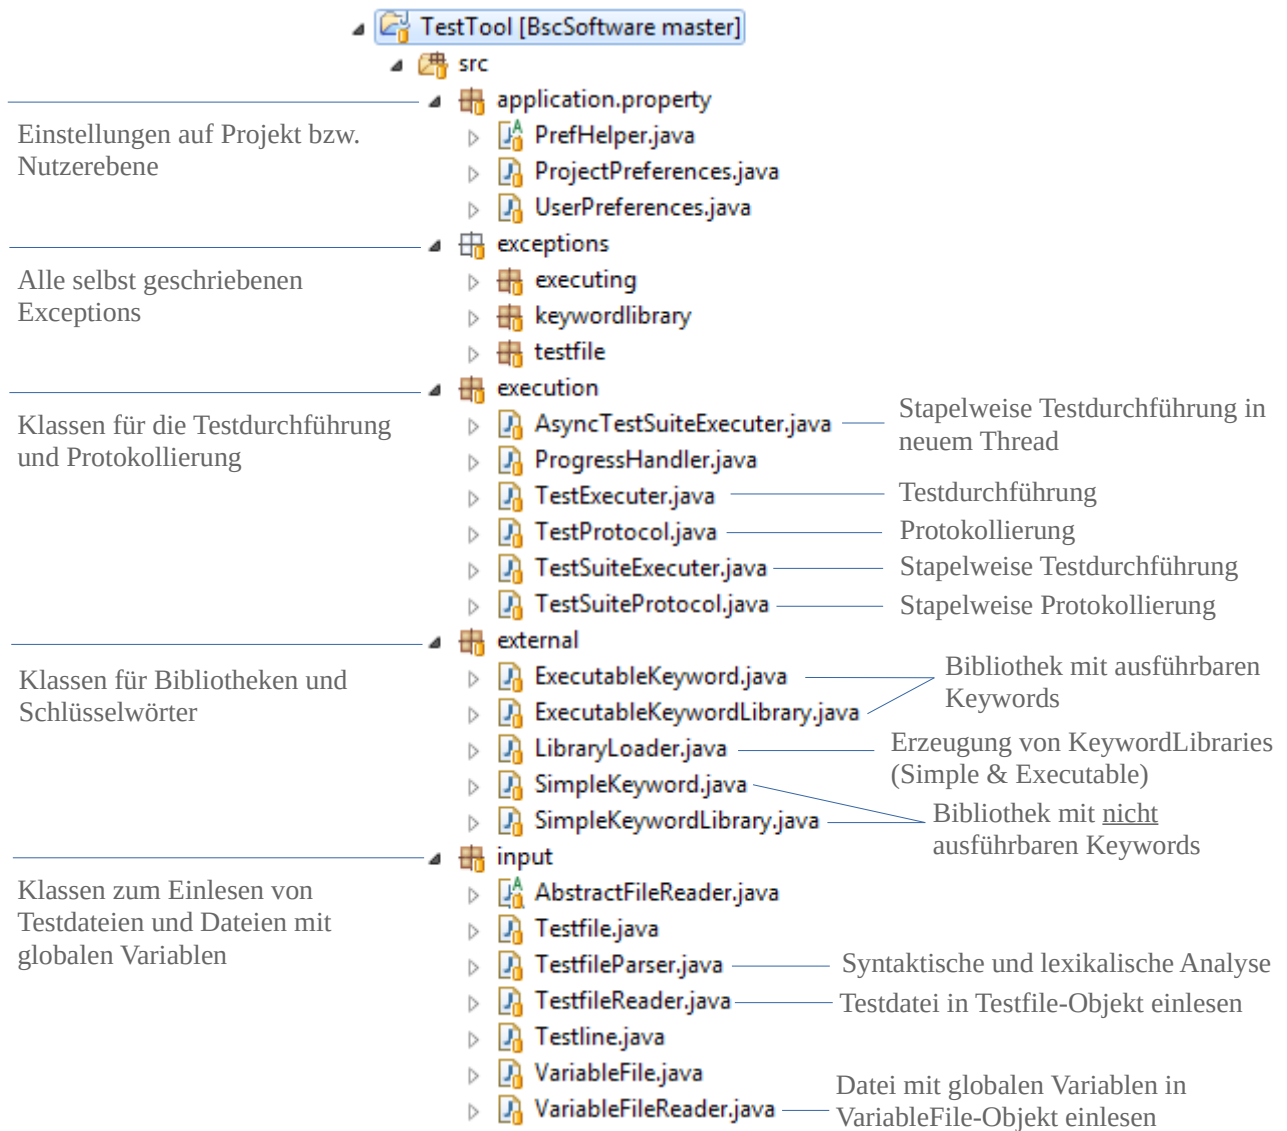 TestTool [BscSoftware master]
src
application.property
Einstellungen auf Projekt bzw.
Nutzerebene
PrefHelper.java
ProjectPreferences.java
UserPreferences.java
exceptions
Alle selbst geschriebenen
Exceptions
executing
keywordlibrary
testfile
execution
Klassen für die Testdurchführung
und Protokollierung
AsyncTestSuiteExecuter.java
Stapelweise Testdurchführung in
neuem Thread
ProgressHandler.java
TestExecuter.java
Testdurchführung
TestProtocol.java
Protokollierung
TestSuiteExecuter.java
Stapelweise Testdurchführung
TestSuiteProtocol.java
Stapelweise Protokollierung
external
Klassen für Bibliotheken und
Schlüsselwörter
ExecutableKeyword.java
ExecutableKeywordLibrary.java
Bibliothek mit ausführbaren
Keywords
LibraryLoader.java
Erzeugung von KeywordLibraries
(Simple & Executable)
SimpleKeyword.java
SimpleKeywordLibrary.java
Bibliothek mit nicht
ausführbaren Keywords
input
Klassen zum Einlesen von
Testdateien und Dateien mit
globalen Variablen
AbstractFileReader.java
Testfile.java
TestfileParser.java
Syntaktische und lexikalische Analyse
TestfileReader.java
Testdatei in Testfile-Objekt einlesen
Testline.java
VariableFile.java
VariableFileReader.java
Datei mit globalen Variablen in
VariableFile-Objekt einlesen